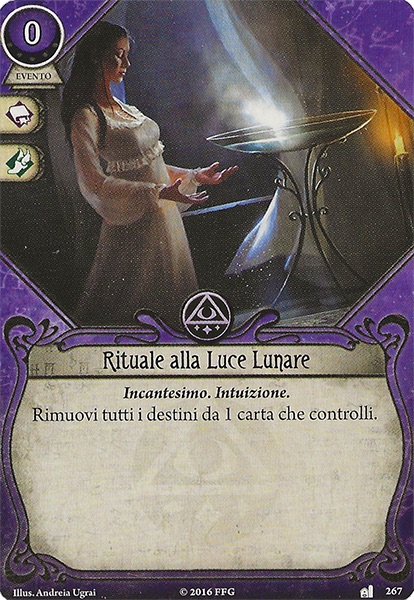 0
EVENTO
Rituale alla Luce Lunare
Incantesimo. Intuizione.
Rimuovi tutti i destini da 1 carta che controlli.
Illus. Andreia Ugrai
© 2016 FFG
267